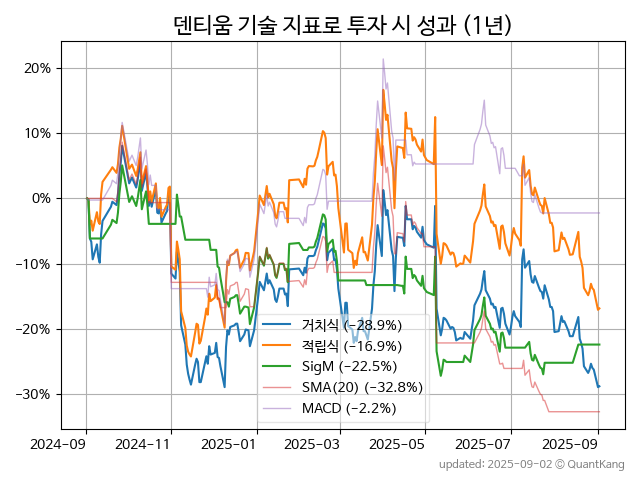 덴티움 기술 지표로 투자 시 성과 (1년)
20%
10%
0%
−10%
−20%
−30%
거치식 (−28.9%)
적립식 (−16.9%)
SigM (−22.5%)
SMA(20) (−32.8%)
MACD (−2.2%)
2024-09 2024-11 2025-01 2025-03 2025-05 2025-07 2025-09
updated: 2025-09-02 © QuantKang